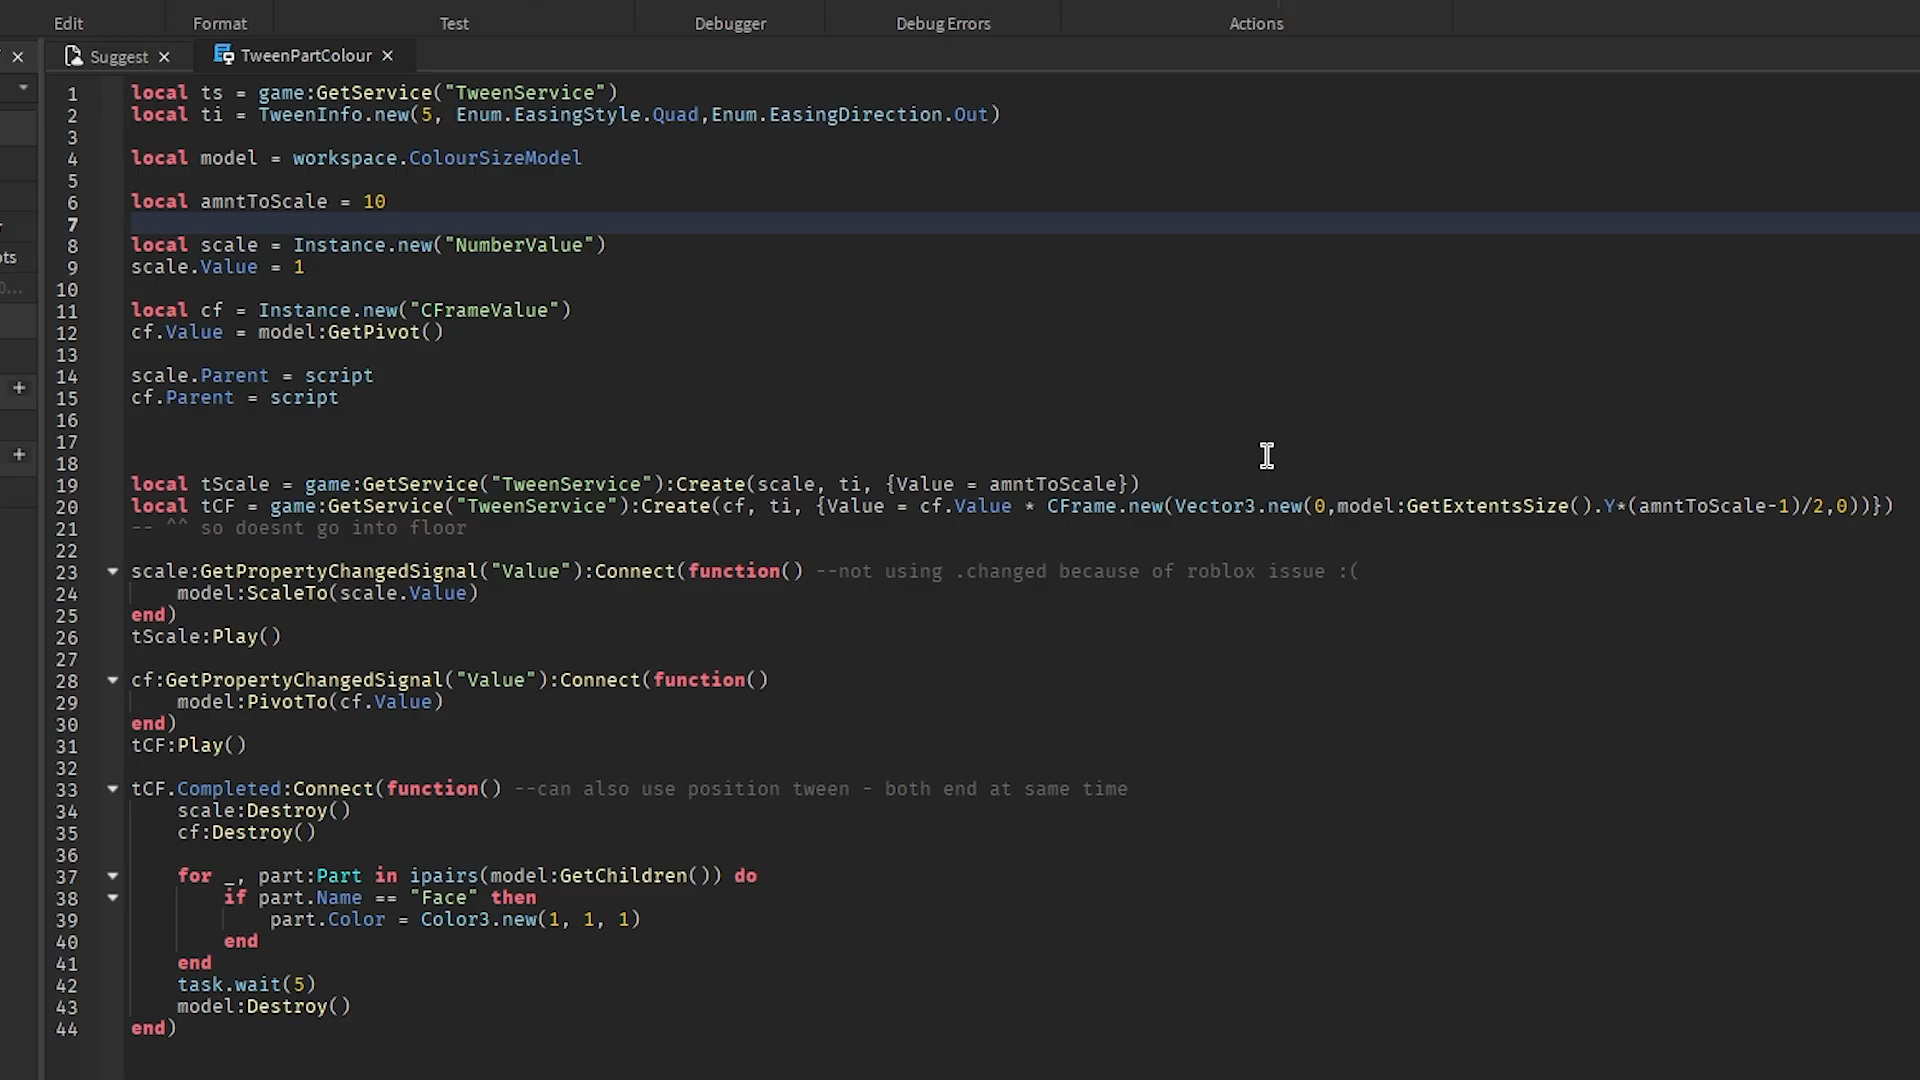 Edit Format Test Debugger Debug Errors Actions
Suggest TweenPartColour
1 local ts = game:GetService("TweenService")
2 local ti = TweenInfo.new(5, Enum.EasingStyle.Quad,Enum.EasingDirection.Out)
3
4 local model = workspace.ColourSizeModel
5
6 local amntToScale = 10
7
8 local scale = Instance.new("NumberValue")
9 scale.Value = 1
10
11 local cf = Instance.new("CFrameValue")
12 cf.Value = model:GetPivot()
13
14 scale.Parent = script
15 cf.Parent = script
16
17
18
19 local tScale = game:GetService("TweenService"):Create(scale, ti, {Value = amntToScale})
20 local tCF = game:GetService("TweenService"):Create(cf, ti, {Value = cf.Value * CFrame.new(Vector3.new(0,model:GetExtentsSize().Y*(amntToScale-1)/2,0))})
21 -- ^^ so doesnt go into floor
22
23 scale:GetPropertyChangedSignal("Value"):Connect(function() --not using .changed because of roblox issue :(
24 model:ScaleTo(scale.Value)
25 end)
26 tScale:Play()
27
28 cf:GetPropertyChangedSignal("Value"):Connect(function()
29 model:PivotTo(cf.Value)
30 end)
31 tCF:Play()
32
33 tCF.Completed:Connect(function() --can also use position tween - both end at same time
34 scale:Destroy()
35 cf:Destroy()
36
37 for _, part:Part in ipairs(model:GetChildren()) do
38 if part.Name == "Face" then
39 part.Color = Color3.new(1, 1, 1)
40 end
41 end
42 task.wait(5)
43 model:Destroy()
44 end)